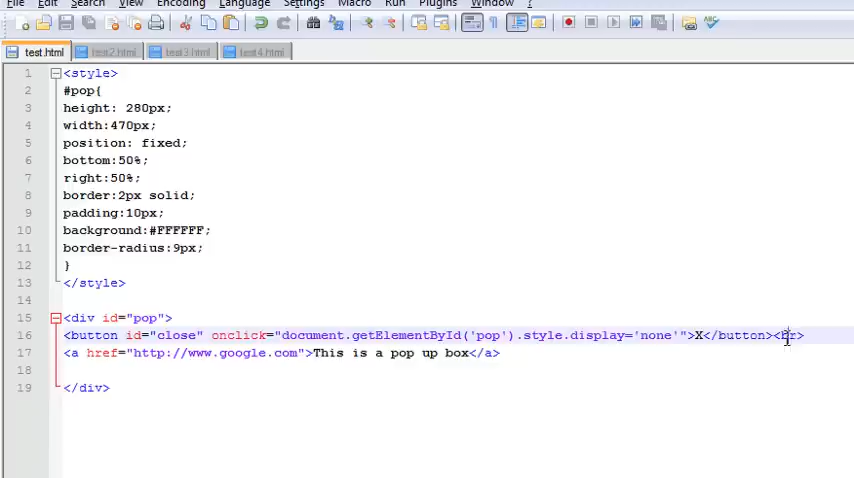 File Edit Search View Encoding Language Settings Macro Run Plugins Window ?
test.html test2.html test3.html test4.html
1 <style>
2 #pop{
3 height: 280px;
4 width:470px;
5 position: fixed;
6 bottom:50%;
7 right:50%;
8 border:2px solid;
9 padding:10px;
10 background:#FFFFFF;
11 border-radius:9px;
12 }
13 </style>
14
15 <div id="pop">
16 <button id="close" onclick="document.getElementById('pop').style.display='none'">X</button><br>
17 <a href="http://www.google.com">This is a pop up box</a>
18
19 </div>